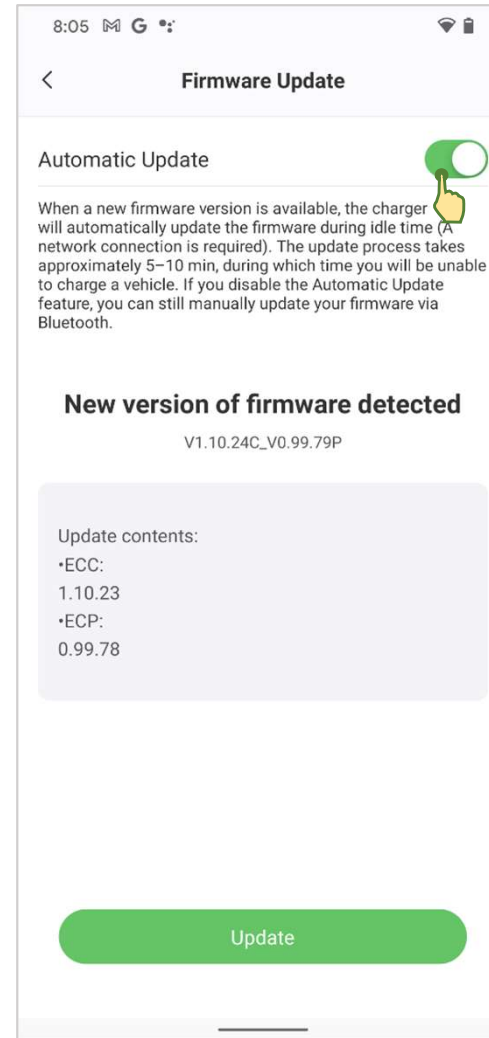 8:05 M G
Firmware Update
Automatic Update
When a new firmware version is available, the charger
will automatically update the firmware during idle time (A
network connection is required). The update process takes
approximately 5–10 min, during which time you will be unable
to charge a vehicle. If you disable the Automatic Update
feature, you can still manually update your firmware via
Bluetooth.
New version of firmware detected
V1.10.24C_V0.99.79P
Update contents:
•ECC:
1.10.23
•ECP:
0.99.78
Update